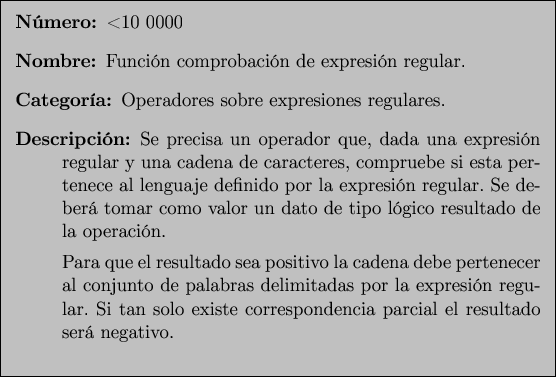 Número: <10 0000
Nombre: Función comprobación de expresión regular.
Categoría: Operadores sobre expresiones regulares.
Descripción: Se precisa un operador que, dada una expresión
regular y una cadena de caracteres, compruebe si esta per-
tenece al lenguaje definido por la expresión regular. Se de-
berá tomar como valor un dato de tipo lógico resultado de
la operación.
Para que el resultado sea positivo la cadena debe pertenecer
al conjunto de palabras delimitadas por la expresión regu-
lar. Si tan solo existe correspondencia parcial el resultado
será negativo.